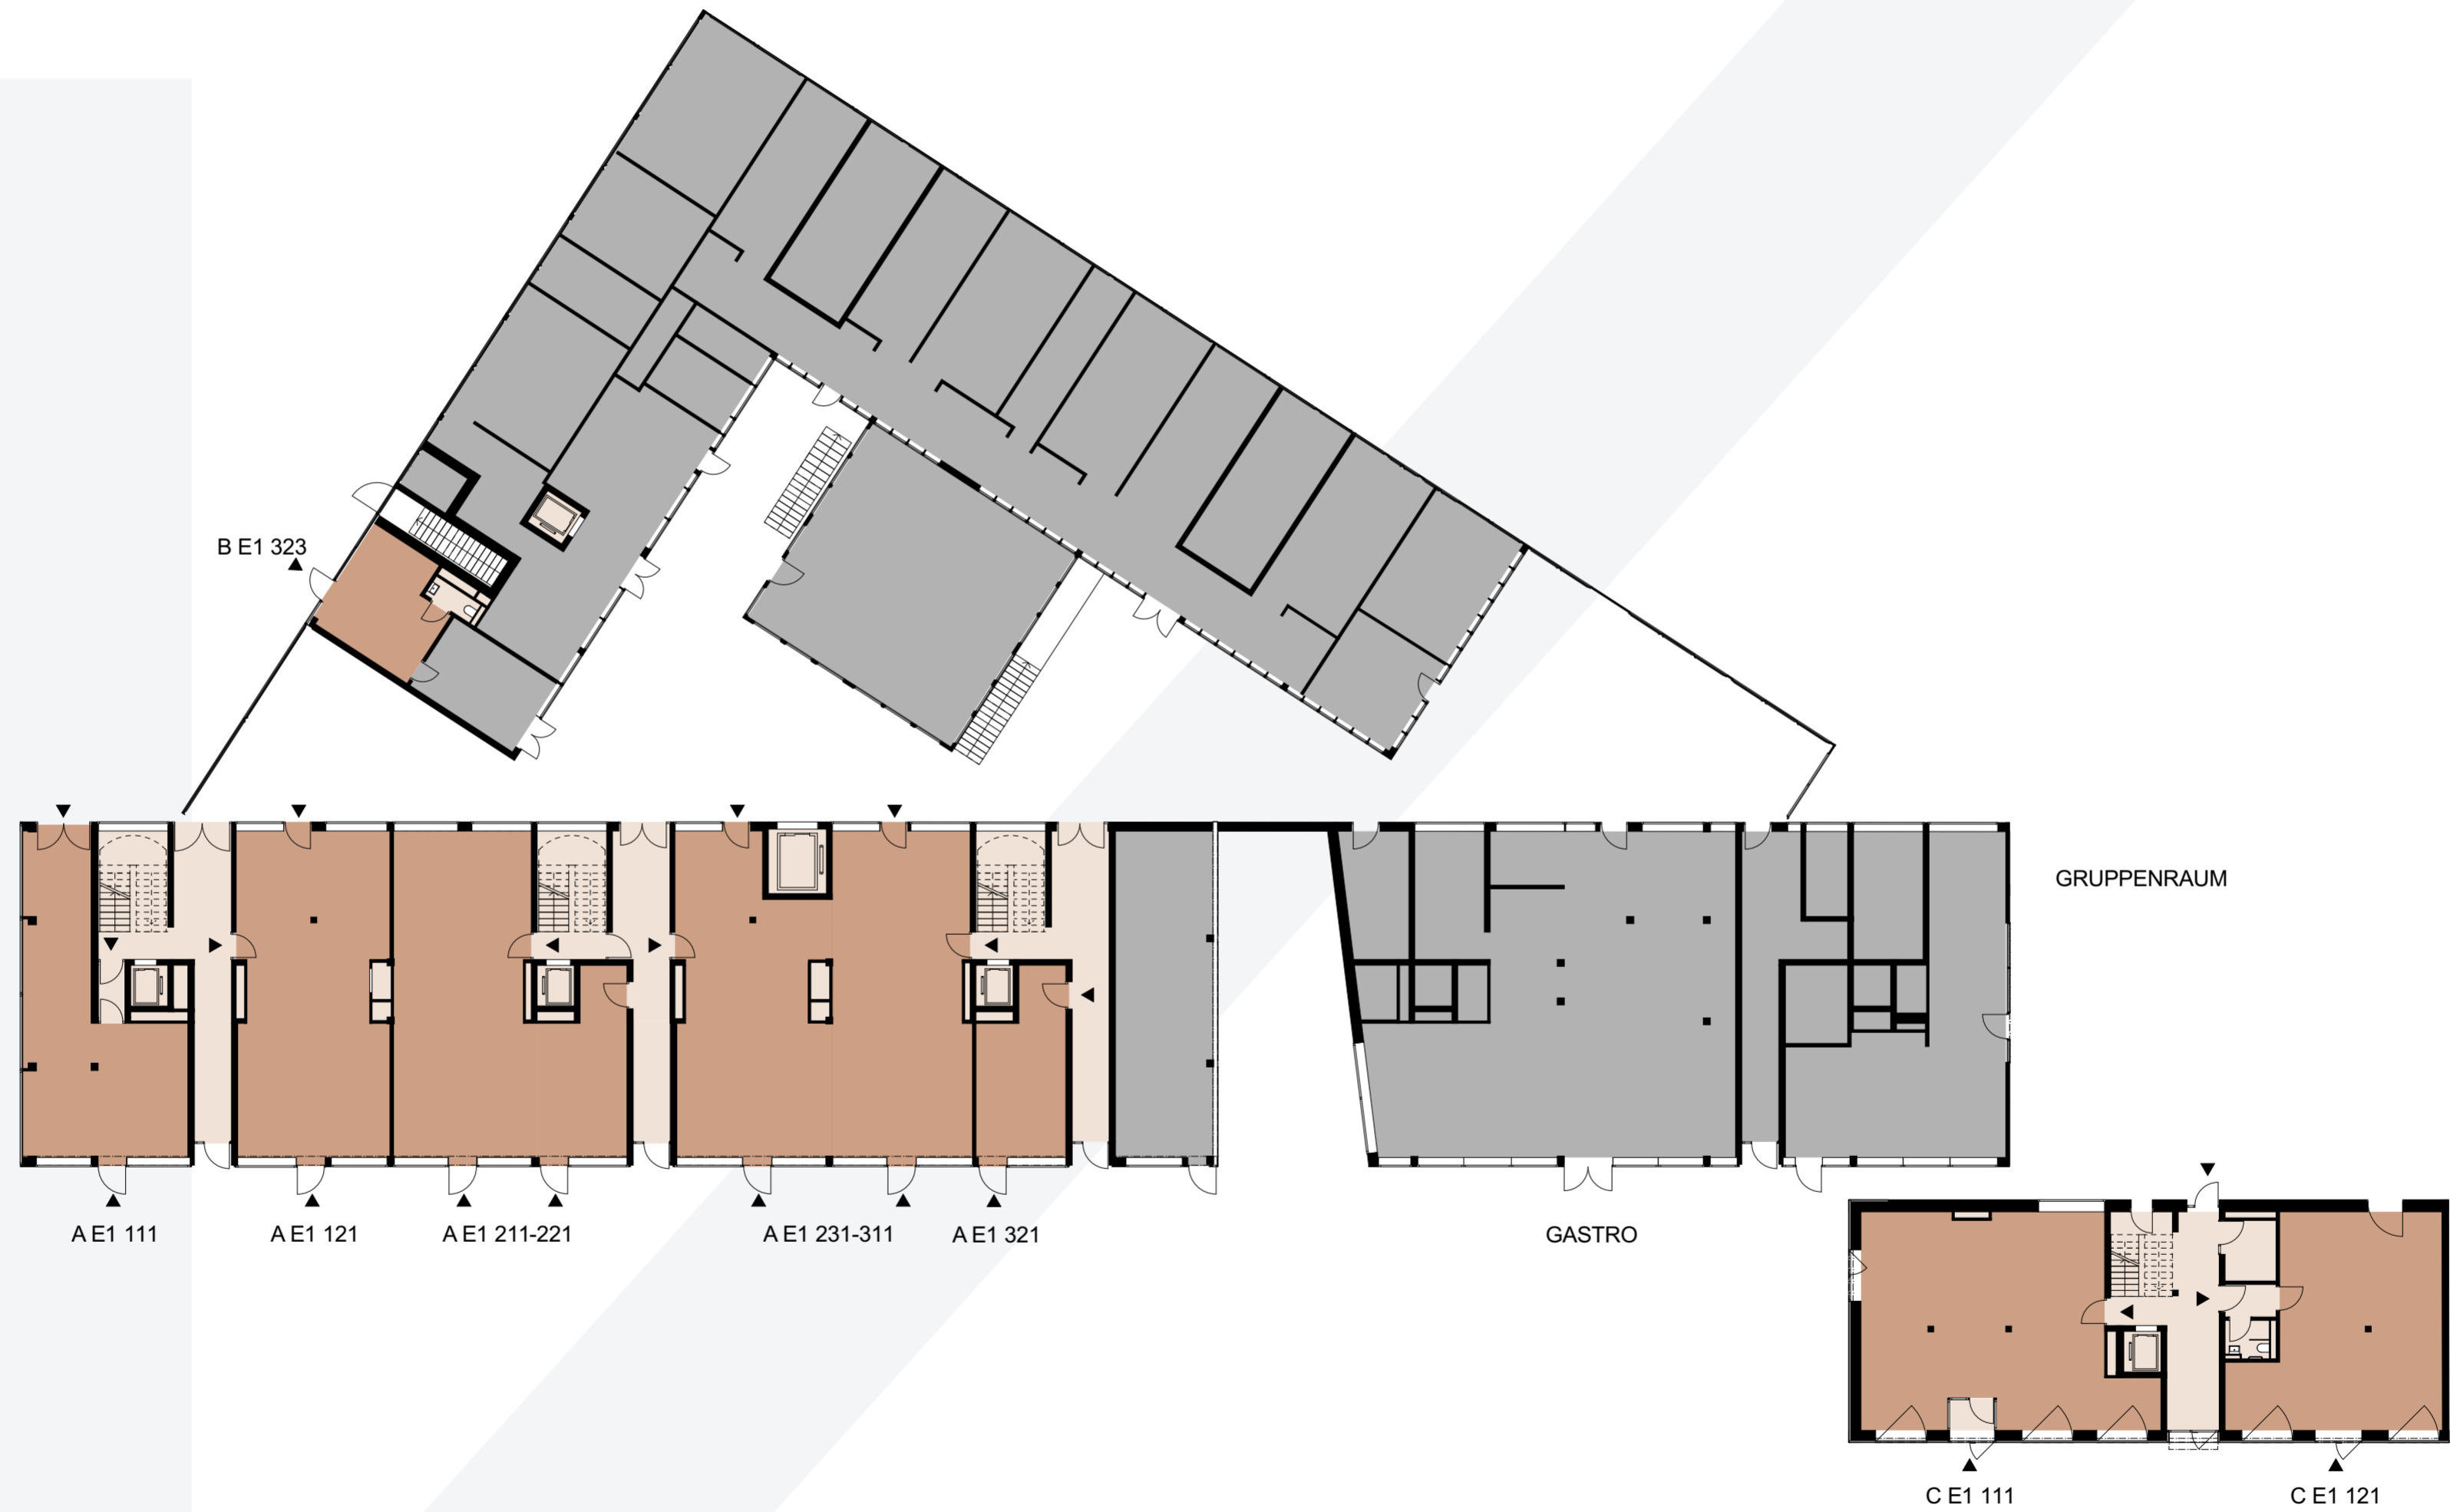 B E1 323
GRUPPENRAUM
A E1 111
A E1 121
A E1 211-221
A E1 231-311
A E1 321
GASTRO
C E1 111
C E1 121